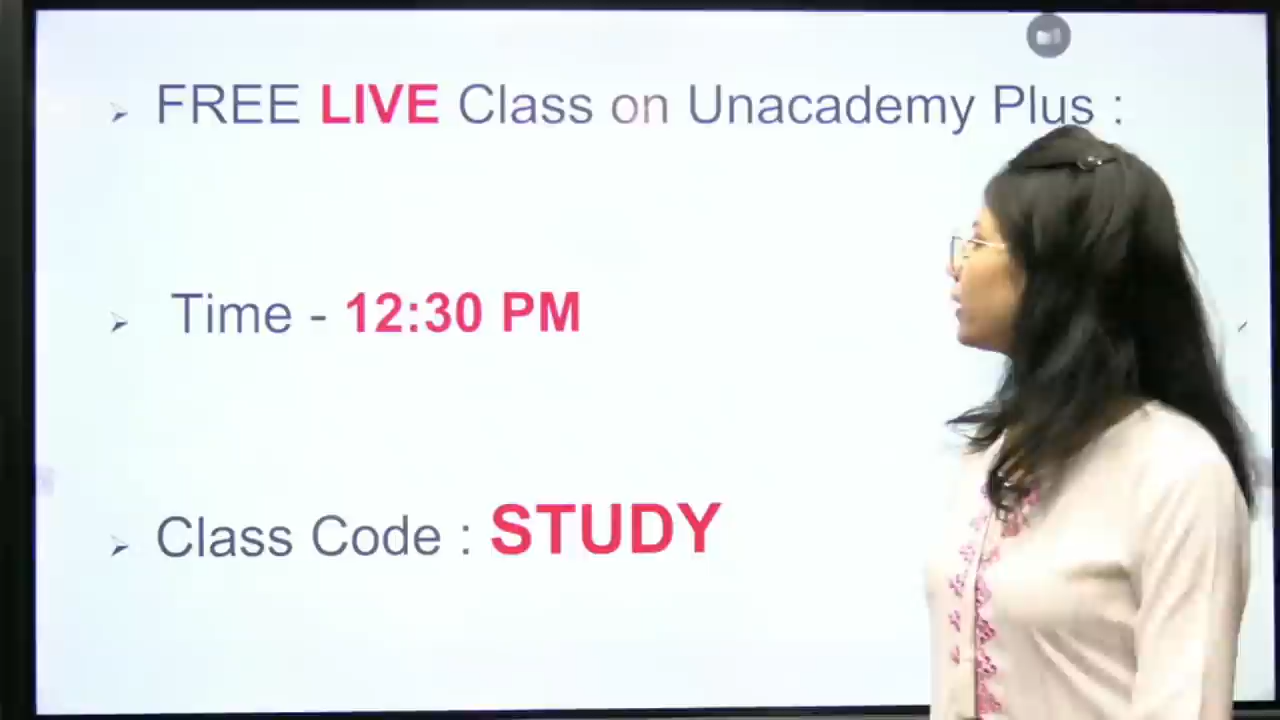 FREE LIVE Class on Unacademy Plus :
Time - 12:30 PM
Class Code : STUDY